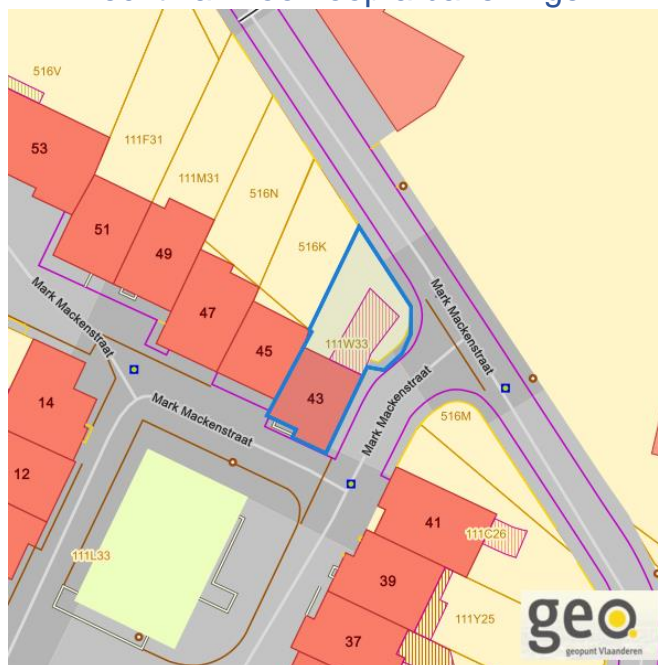 516V
53
111F31
111M31
516N
516K
51
49
47
45
43
111W33
Mark Mackenstraat
Mark Mackenstraat
Mark Mackenstraat
Mark Mackenstraat
14
12
111L33
516M
41
111C26
39
111Y25
37
geo
geopunt Vlaanderen